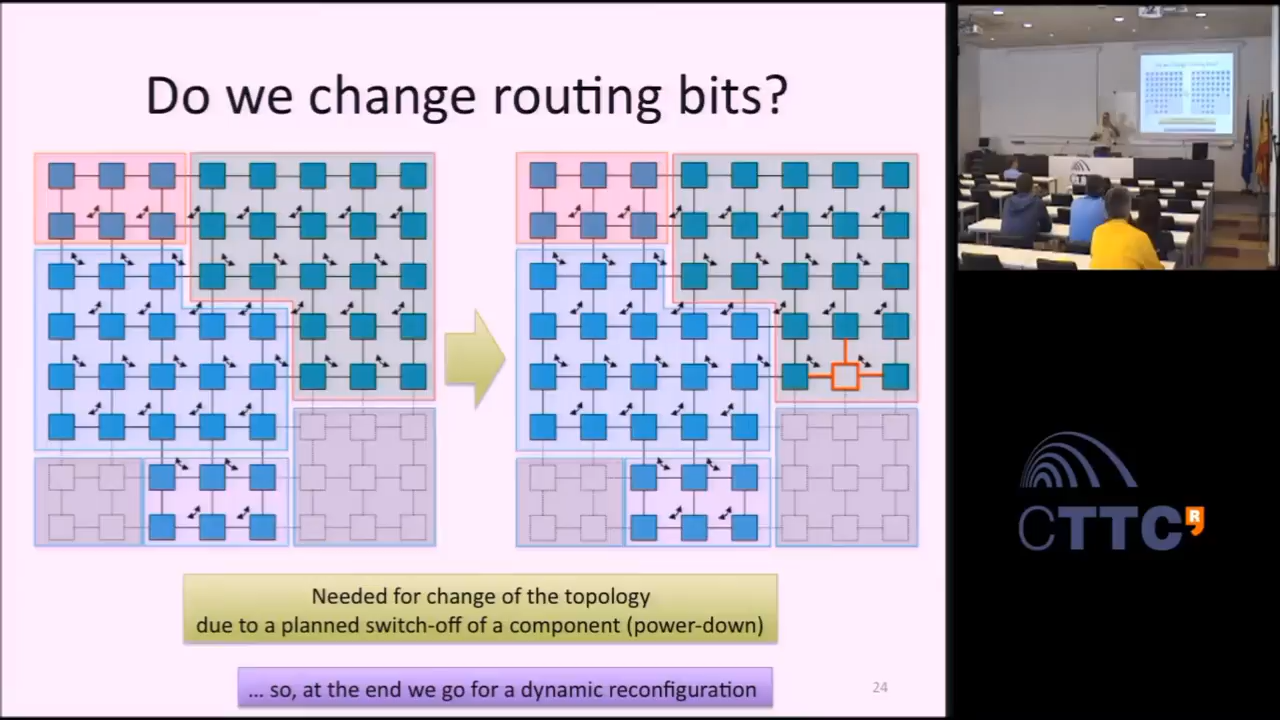 Do we change routing bits?
Needed for change of the topology
due to a planned switch-off of a component (power-down)
... so, at the end we go for a dynamic reconfiguration
24
CTTC
R